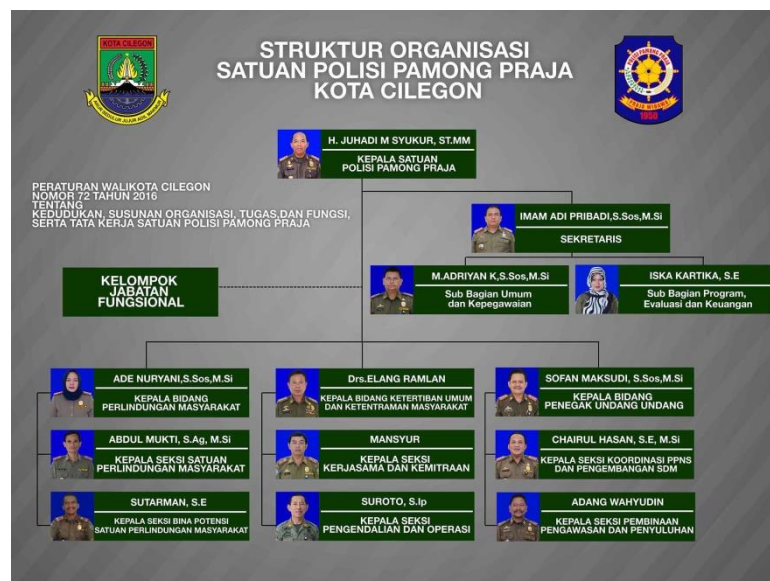 KOTA CILEGON
STRUKTUR ORGANISASI
SATUAN POLISI PAMONG PRAJA
KOTA CILEGON
POLISI PAMONG PRAJA
PRAJA WIBAWA
1950
H. JUHADI M SYUKUR, ST.MM
KEPALA SATUAN
POLISI PAMONG PRAJA
PERATURAN WALIKOTA CILEGON
NOMOR 72 TAHUN 2016
TENTANG
KEDUDUKAN, SUSUNAN ORGANISASI, TUGAS,DAN FUNGSI,
SERTA TATA KERJA SATUAN POLISI PAMONG PRAJA
IMAM ADI PRIBADI,S.Sos,M.Si
SEKRETARIS
KELOMPOK
JABATAN
FUNGSIONAL
M.ADRIYAN K,S.Sos,M.Si
Sub Bagian Umum
dan Kepegawaian
ISKA KARTIKA, S.E
Sub Bagian Program,
Evaluasi dan Keuangan
ADE NURYANI,S.Sos,M.Si
KEPALA BIDANG
PERLINDUNGAN MASYARAKAT
Drs.ELANG RAMLAN
KEPALA BIDANG KETERTIBAN UMUM
DAN KETENTRAMAN MASYARAKAT
SOFAN MAKSUDI, S.Sos,M.Si
KEPALA BIDANG
PENEGAK UNDANG UNDANG
ABDUL MUKTI, S.Ag, M.Si
KEPALA SEKSI SATUAN
PERLINDUNGAN MASYARAKAT
MANSYUR
KEPALA SEKSI
KERJASAMA DAN KEMITRAAN
CHAIRUL HASAN, S.E, M.Si
KEPALA SEKSI KOORDINASI PPNS
DAN PENGEMBANGAN SDM
SUTARMAN, S.E
KEPALA SEKSI BINA POTENSI
SATUAN PERLINDUNGAN MASYARAKAT
SUROTO, S.Ip
KEPALA SEKSI
PENGENDALIAN DAN OPERASI
ADANG WAHYUDIN
KEPALA SEKSI PEMBINAAN
PENGAWASAN DAN PENYULUHAN